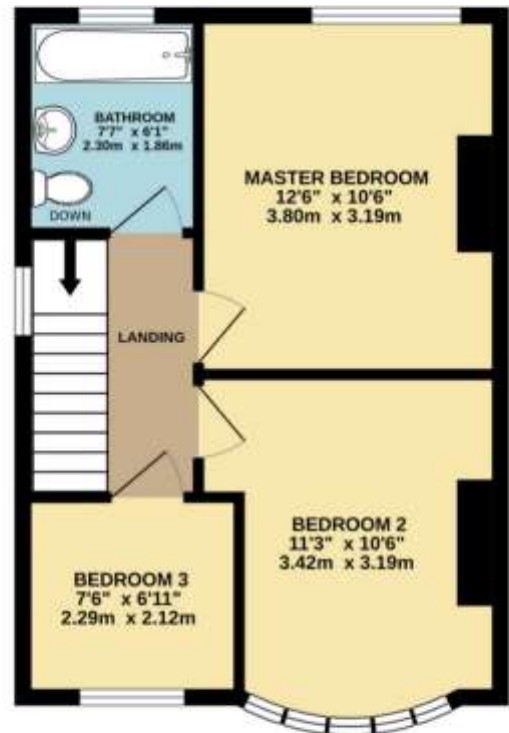 BATHROOM
7'7" x 6'1"
2.30m x 1.86m
DOWN
MASTER BEDROOM
12'6" x 10'6"
3.80m x 3.19m
LANDING
BEDROOM 2
11'3" x 10'6"
3.42m x 3.19m
BEDROOM 3
7'6" x 6'11"
2.29m x 2.12m